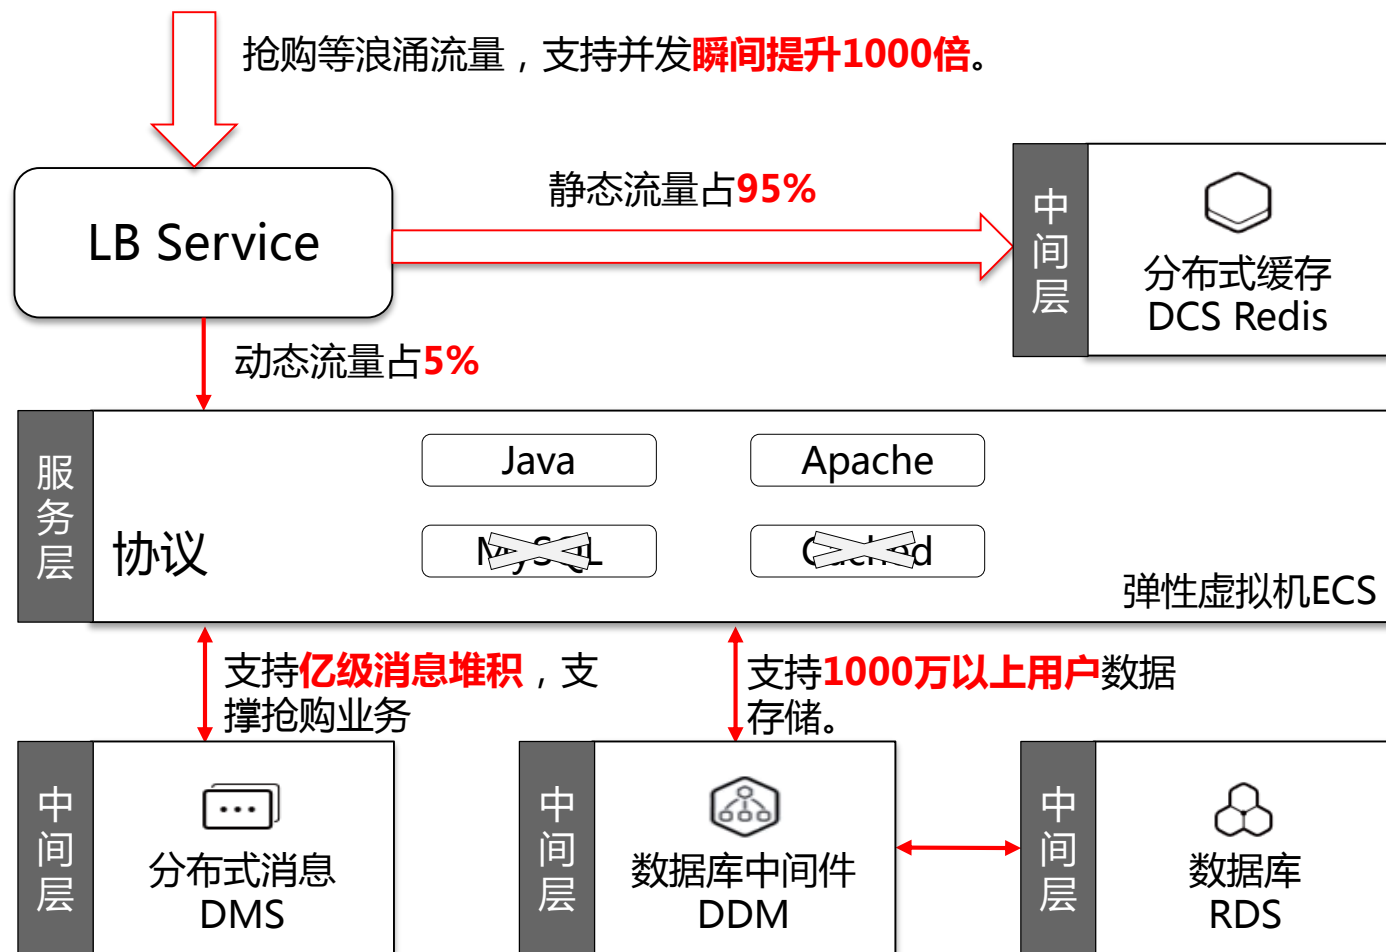 抢购等浪涌流量，支持并发瞬间提升1000倍。
LB Service
静态流量占95%
中间层
分布式缓存
DCS Redis
动态流量占5%
服务层
Java
Apache
协议
MySQL
Cached
弹性虚拟机ECS
支持亿级消息堆积，支
撑抢购业务
支持1000万以上用户数据
存储。
中间层
分布式消息
DMS
中间层
数据库中间件
DDM
中间层
数据库
RDS